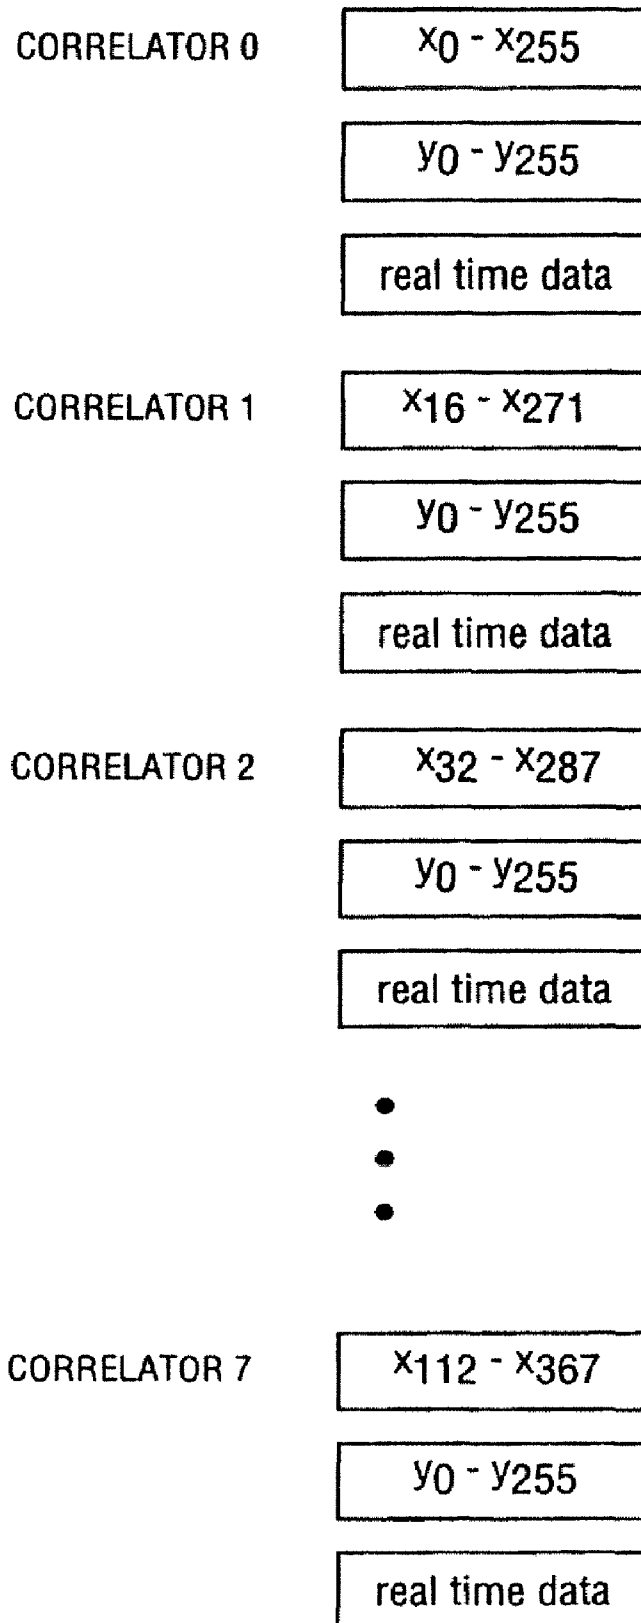 CORRELATOR 0 x0 - x255
y0 - y255
real time data
CORRELATOR 1 x16 - x271
y0 - y255
real time data
CORRELATOR 2 x32 - x287
y0 - y255
real time data
CORRELATOR 7 x112 - x367
y0 - y255
real time data